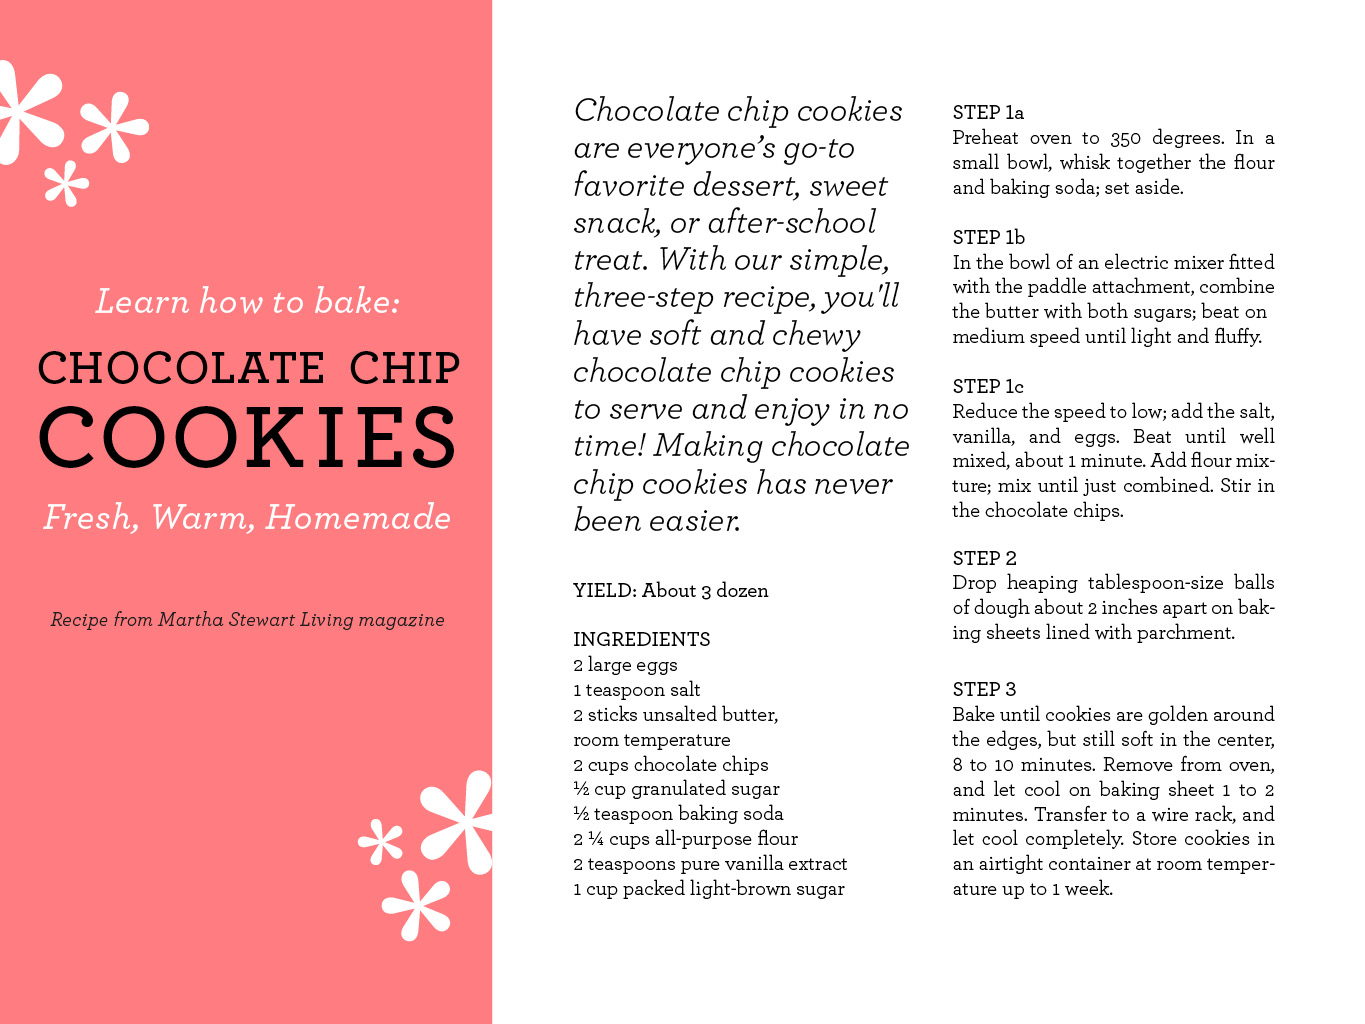 Learn how to bake:
CHOCOLATE CHIP
COOKIES
Fresh, Warm, Homemade
Recipe from Martha Stewart Living magazine
Chocolate chip cookies
are everyone’s go-to
favorite dessert, sweet
snack, or after-school
treat. With our simple,
three-step recipe, you'll
have soft and chewy
chocolate chip cookies
to serve and enjoy in no
time! Making chocolate
chip cookies has never
been easier.
YIELD: About 3 dozen
INGREDIENTS
2 large eggs
1 teaspoon salt
2 sticks unsalted butter,
room temperature
2 cups chocolate chips
½ cup granulated sugar
½ teaspoon baking soda
2 ¼ cups all-purpose flour
2 teaspoons pure vanilla extract
1 cup packed light-brown sugar
STEP 1a
Preheat oven to 350 degrees. In a
small bowl, whisk together the flour
and baking soda; set aside.
STEP 1b
In the bowl of an electric mixer fitted
with the paddle attachment, combine
the butter with both sugars; beat on
medium speed until light and fluffy.
STEP 1c
Reduce the speed to low; add the salt,
vanilla, and eggs. Beat until well
mixed, about 1 minute. Add flour mix-
ture; mix until just combined. Stir in
the chocolate chips.
STEP 2
Drop heaping tablespoon-size balls
of dough about 2 inches apart on bak-
ing sheets lined with parchment.
STEP 3
Bake until cookies are golden around
the edges, but still soft in the center,
8 to 10 minutes. Remove from oven,
and let cool on baking sheet 1 to 2
minutes. Transfer to a wire rack, and
let cool completely. Store cookies in
an airtight container at room temper-
ature up to 1 week.